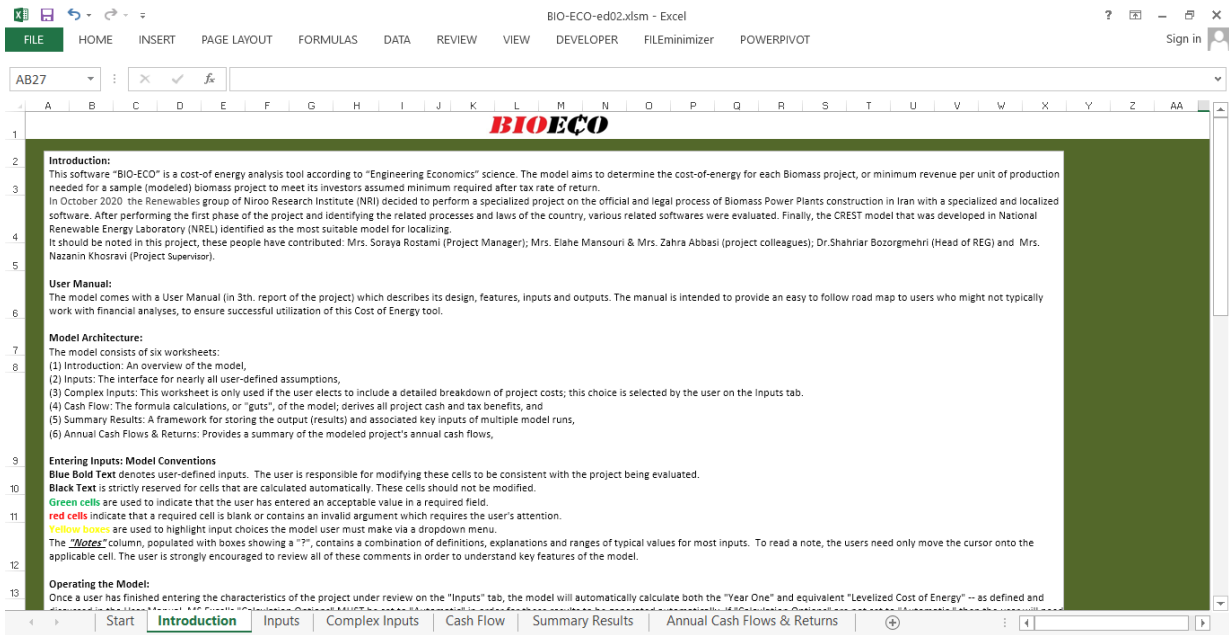 BIO-ECO-ed02.xlsm - Excel
?
FILE HOME INSERT PAGE LAYOUT FORMULAS DATA REVIEW VIEW DEVELOPER FILEminimizer POWERPIVOT Sign in
AB27 fx
A B C D E F G H I J K L M N O P Q R S T U V W X Y Z AA
BIOECO
1
2 Introduction:
This software "BIO-ECO" is a cost-of energy analysis tool according to "Engineering Economics" science. The model aims to determine the cost-of-energy for each Biomass project, or minimum revenue per unit of production
3 needed for a sample (modeled) biomass project to meet its investors assumed minimum required after tax rate of return.
In October 2020 the Renewables group of Niroo Research Institute (NRI) decided to perform a specialized project on the official and legal process of Biomass Power Plants construction in Iran with a specialized and localized
software. After performing the first phase of the project and identifying the related processes and laws of the country, various related softwares were evaluated. Finally, the CREST model that was developed in National
Renewable Energy Laboratory (NREL) identified as the most suitable model for localizing.
4 It should be noted in this project, these people have contributed: Mrs. Soraya Rostami (Project Manager); Mrs. Elahe Mansouri & Mrs. Zahra Abbasi (project colleagues); Dr.Shahriar Bozorgmehri (Head of REG) and Mrs.
Nazanin Khosravi (Project Supervisor).
5
User Manual:
The model comes with a User Manual (in 3th. report of the project) which describes its design, features, inputs and outputs. The manual is intended to provide an easy to follow road map to users who might not typically
6 work with financial analyses, to ensure successful utilization of this Cost of Energy tool.
Model Architecture:
7 The model consists of six worksheets:
8 (1) Introduction: An overview of the model,
(2) Inputs: The interface for nearly all user-defined assumptions,
(3) Complex Inputs: This worksheet is only used if the user elects to include a detailed breakdown of project costs; this choice is selected by the user on the Inputs tab.
(4) Cash Flow: The formula calculations, or "guts", of the model; derives all project cash and tax benefits, and
(5) Summary Results: A framework for storing the output (results) and associated key inputs of multiple model runs,
(6) Annual Cash Flows & Returns: Provides a summary of the modeled project's annual cash flows,
9 Entering Inputs: Model Conventions
Blue Bold Text denotes user-defined inputs. The user is responsible for modifying these cells to be consistent with the project being evaluated.
10 Black Text is strictly reserved for cells that are calculated automatically. These cells should not be modified.
Green cells are used to indicate that the user has entered an acceptable value in a required field.
11 red cells indicate that a required cell is blank or contains an invalid argument which requires the user's attention.
Yellow boxes are used to highlight input choices the model user must make via a dropdown menu.
The "Notes" column, populated with boxes showing a "?", contains a combination of definitions, explanations and ranges of typical values for most inputs. To read a note, the users need only move the cursor onto the
12 applicable cell. The user is strongly encouraged to review all of these comments in order to understand key features of the model.
Operating the Model:
13 Once a user has finished entering the characteristics of the project under review on the "Inputs" tab, the model will automatically calculate both the "Year One" and equivalent "Levelized Cost of Energy" -- as defined and
Start Introduction Inputs Complex Inputs Cash Flow Summary Results Annual Cash Flows & Returns